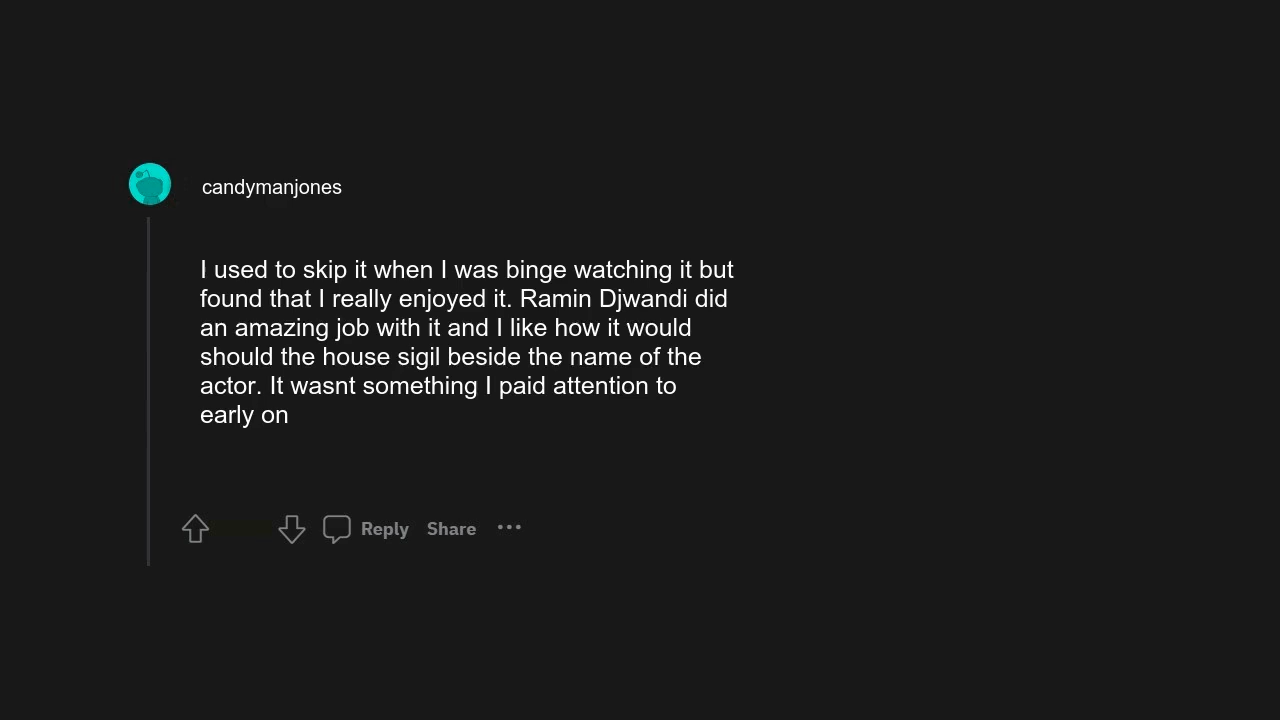 candymanjones
I used to skip it when I was binge watching it but
found that I really enjoyed it. Ramin Djwandi did
an amazing job with it and I like how it would
should the house sigil beside the name of the
actor. It wasnt something I paid attention to
early on
Reply Share